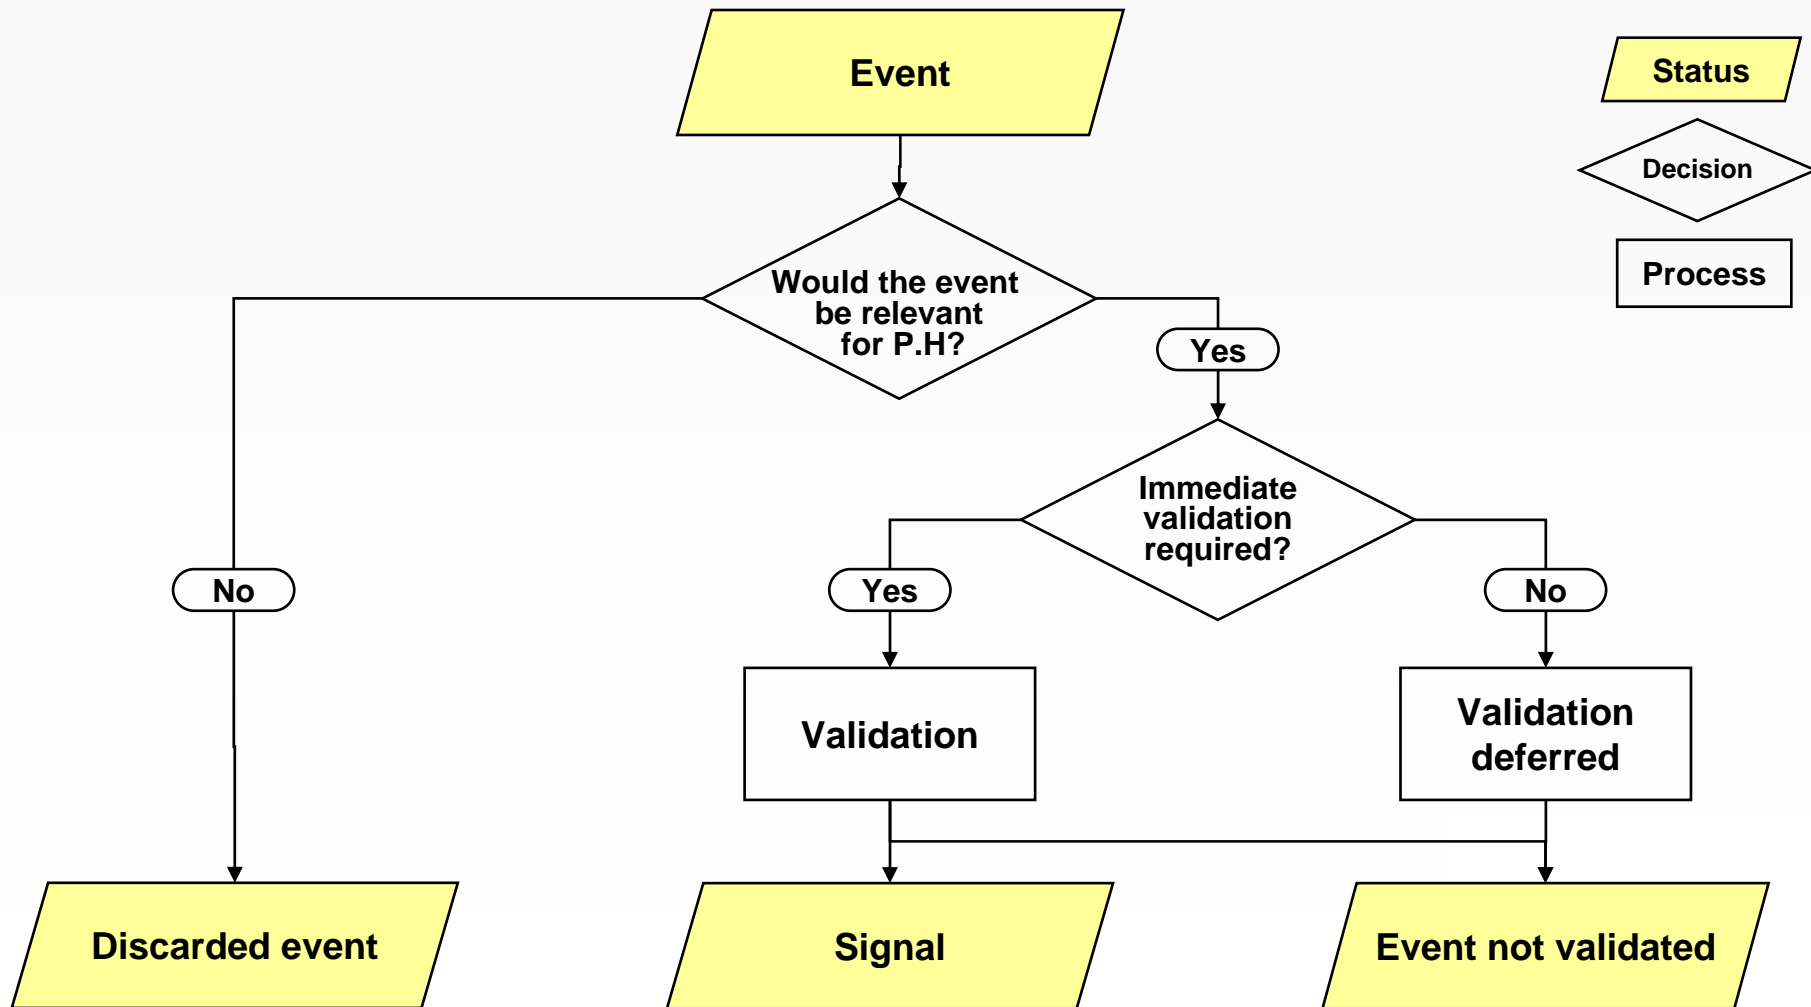 Event
Status
Decision
Process
Would the event
be relevant
for P.H?
Yes
Immediate
validation
required?
No
Yes
No
Validation
Validation
deferred
Discarded event
Signal
Event not validated